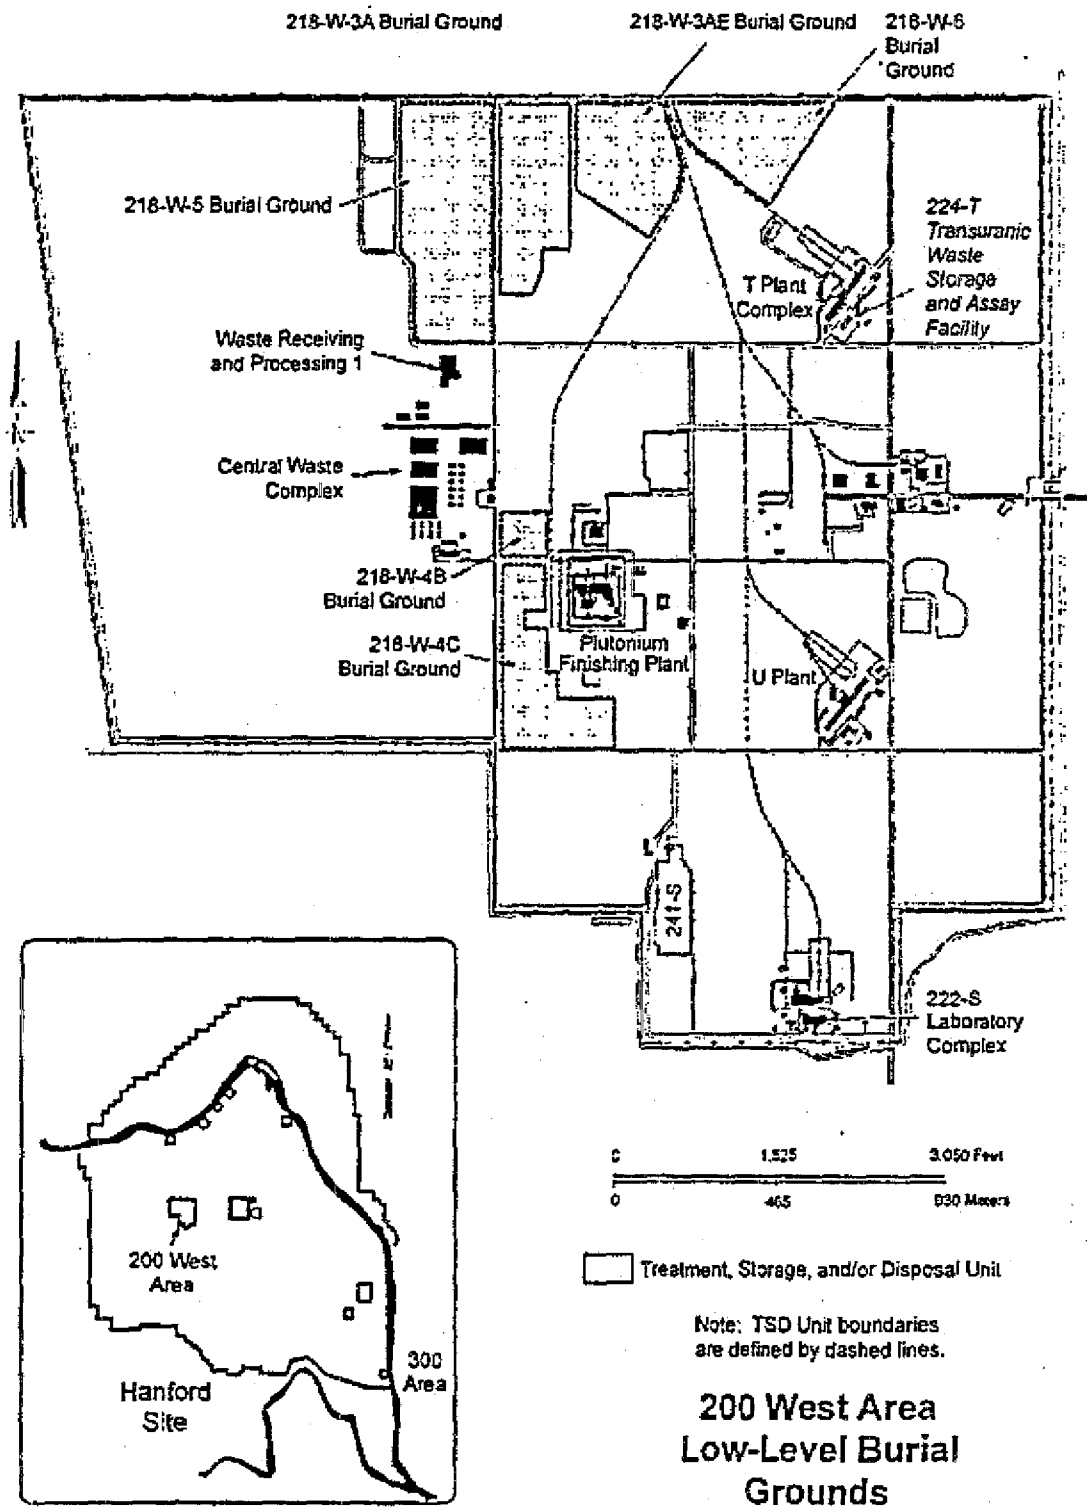 218-W-3A Burial Ground
218-W-3AE Burial Ground
218-W-6
Burial
Ground
218-W-5 Burial Ground
224-T
Transuranic
Waste
Storage
and Assay
Facility
T Plant
Complex
Waste Receiving
and Processing 1
Central Waste
Complex
218-W-4B
Burial Ground
218-W-4C
Burial Ground
Plutonium
Finishing Plant
U Plant
241-S
222-S
Laboratory
Complex
0 1,525 3,050 Feet
0 465 930 Meters
Treatment, Storage, and/or Disposal Unit
Note: TSD Unit boundaries
are defined by dashed lines.
200 West Area
Low-Level Burial
Grounds
200 West
Area
300
Area
Hanford
Site